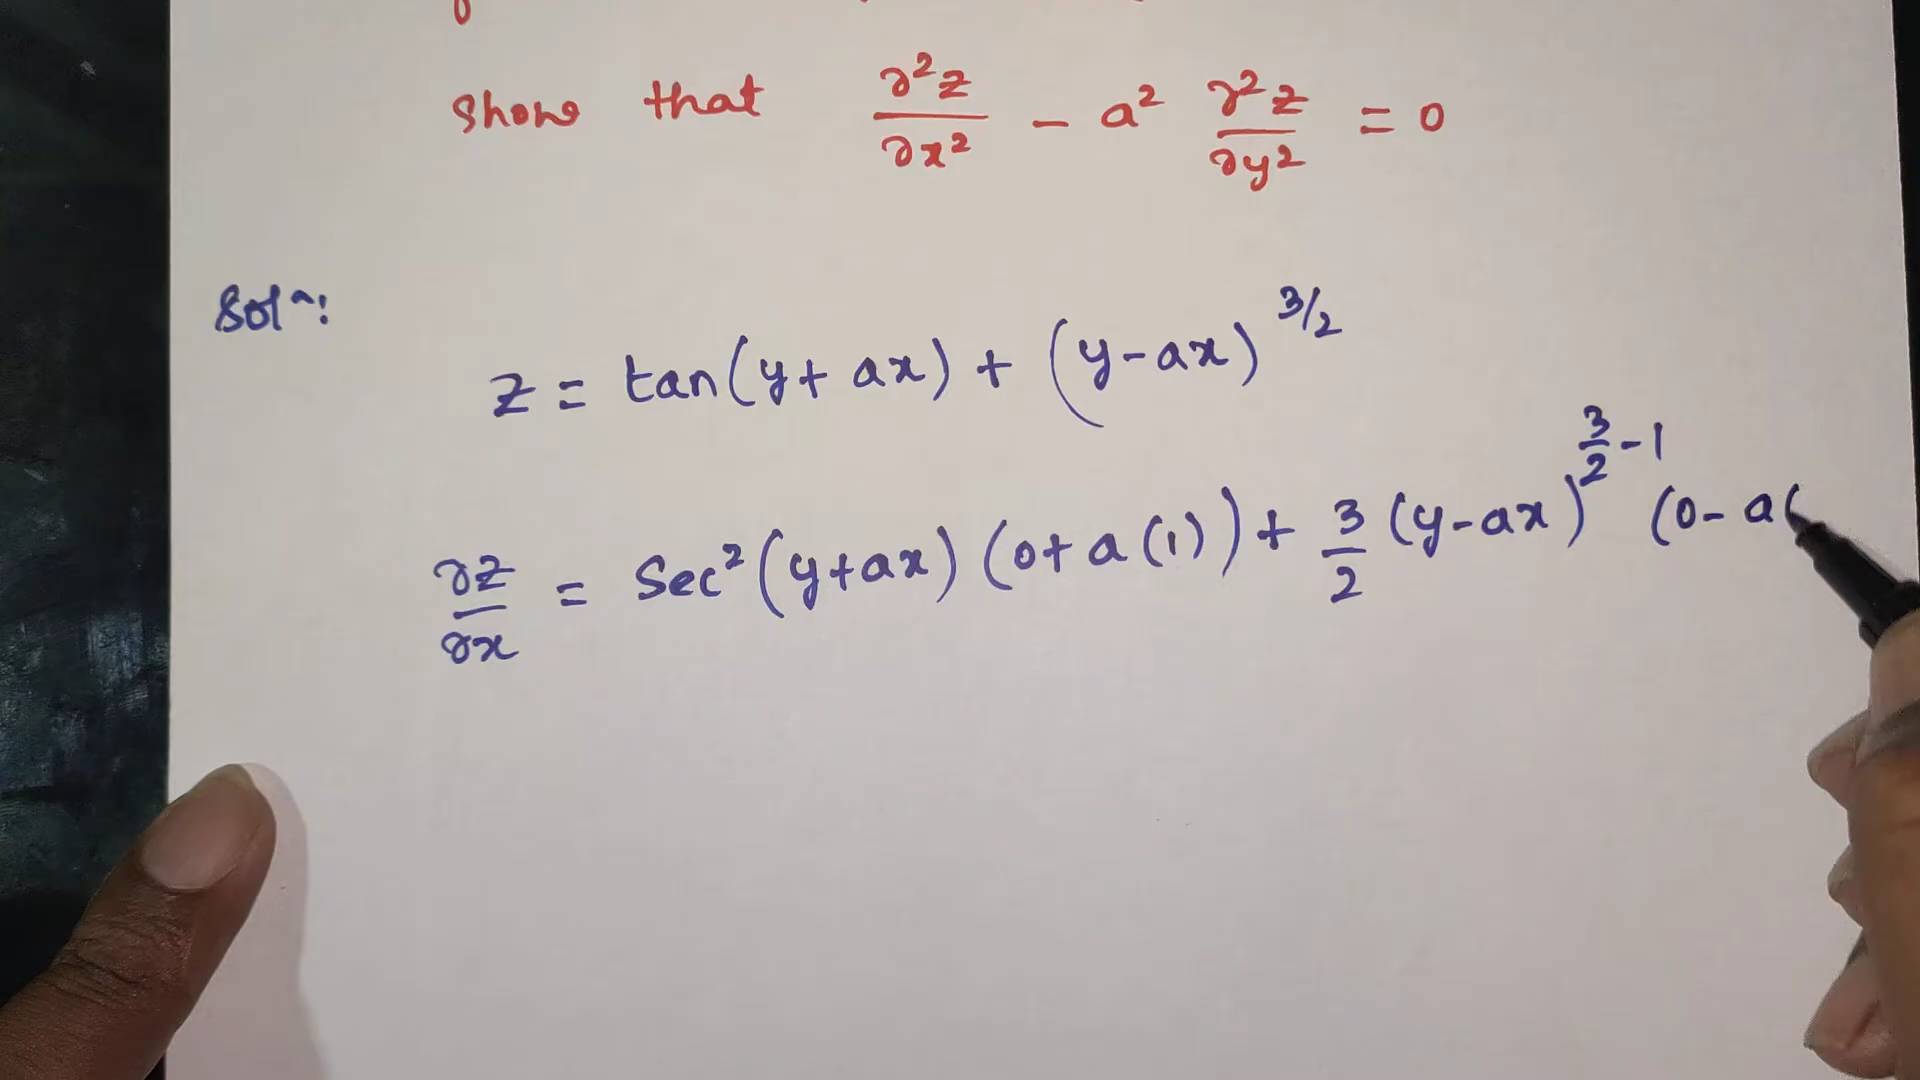 Show that ∂²z/∂x² - a² ∂²z/∂y² = 0
Solⁿ:
z = tan(y + ax) + (y - ax)^3/2
∂z/∂x = Sec²(y+ax) (0+ a(1)) + 3/2 (y-ax)^(3/2 - 1) (0- a(